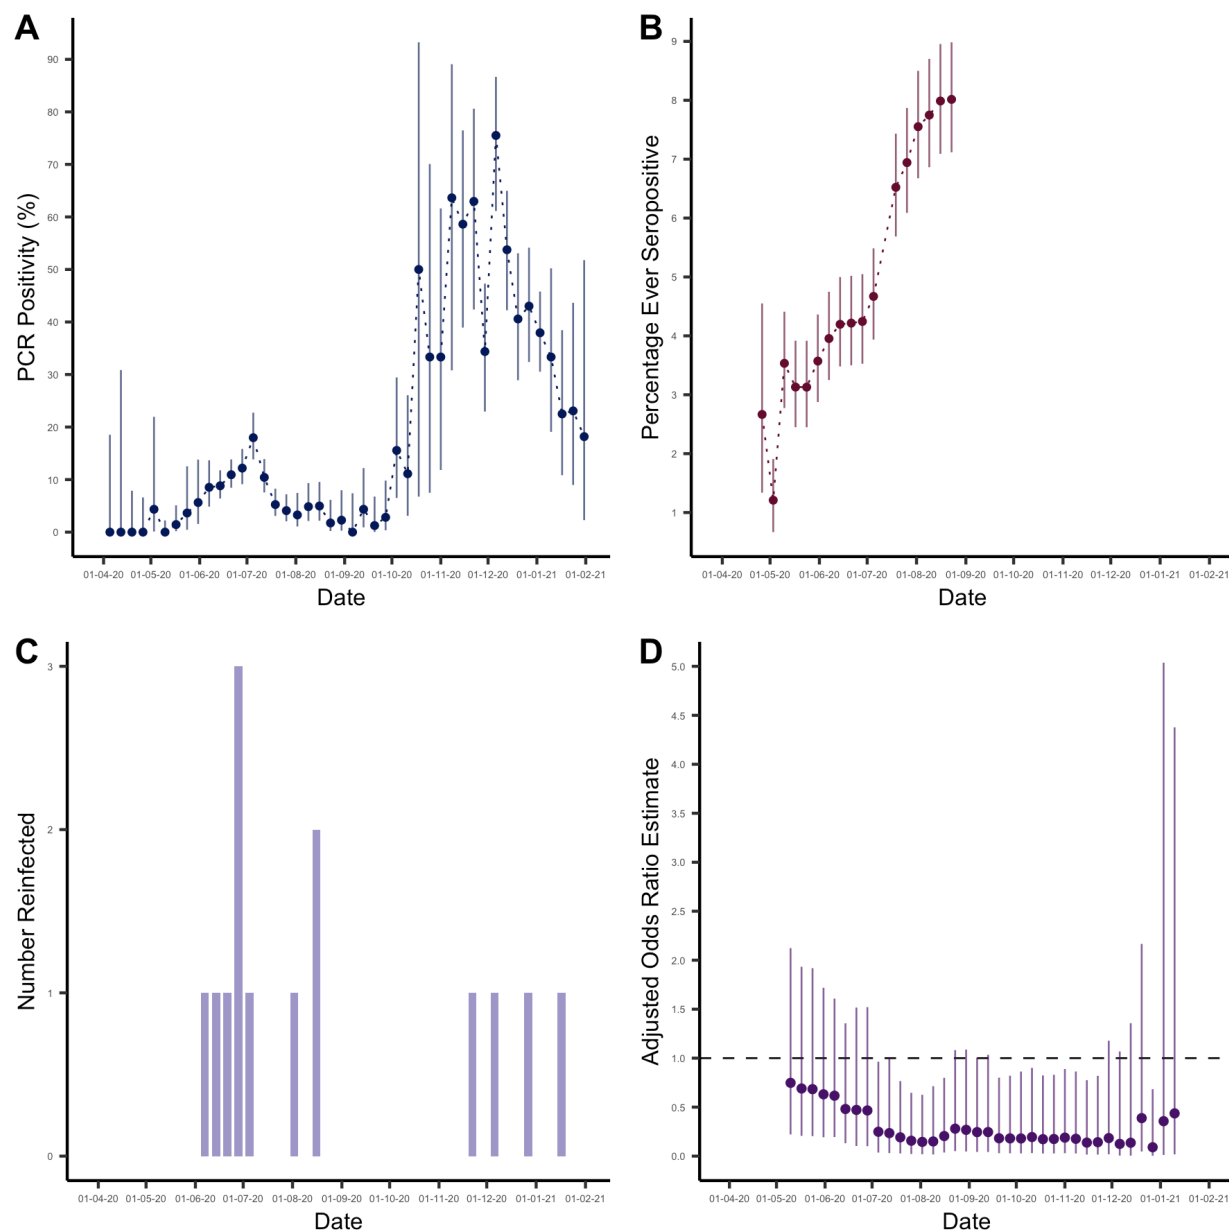 A
PCR Positivity (%)
90
80
70
60
50
40
30
20
10
0
01-04-20 01-05-20 01-06-20 01-07-20 01-08-20 01-09-20 01-10-20 01-11-20 01-12-20 01-01-21 01-02-21
Date
B
Percentage Ever Seropositive
9
8
7
6
5
4
3
2
1
01-04-20 01-05-20 01-06-20 01-07-20 01-08-20 01-09-20 01-10-20 01-11-20 01-12-20 01-01-21 01-02-21
Date
C
Number Reinfected
3
2
1
0
01-04-20 01-05-20 01-06-20 01-07-20 01-08-20 01-09-20 01-10-20 01-11-20 01-12-20 01-01-21 01-02-21
Date
D
Adjusted Odds Ratio Estimate
5.0
4.5
4.0
3.5
3.0
2.5
2.0
1.5
1.0
0.5
0.0
01-04-20 01-05-20 01-06-20 01-07-20 01-08-20 01-09-20 01-10-20 01-11-20 01-12-20 01-01-21 01-02-21
Date